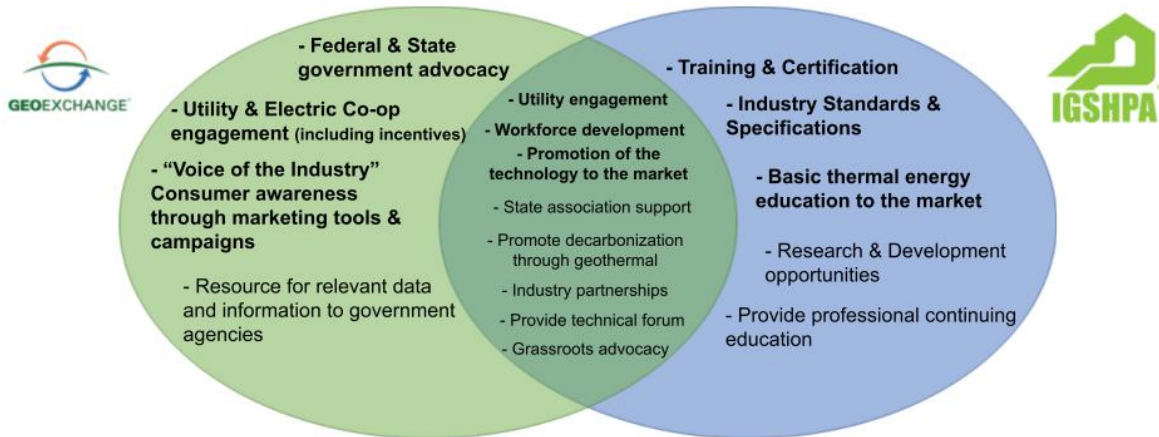 GEOEXCHANGE®
- Federal & State
government advocacy
- Utility & Electric Co-op
engagement (including incentives)
- “Voice of the Industry”
Consumer awareness
through marketing tools &
campaigns
- Resource for relevant data
and information to government
agencies
- Utility engagement
- Workforce development
- Promotion of the
technology to the market
- State association support
- Promote decarbonization
through geothermal
- Industry partnerships
- Provide technical forum
- Grassroots advocacy
- Training & Certification
- Industry Standards &
Specifications
- Basic thermal energy
education to the market
- Research & Development
opportunities
- Provide professional continuing
education
IGSHPA